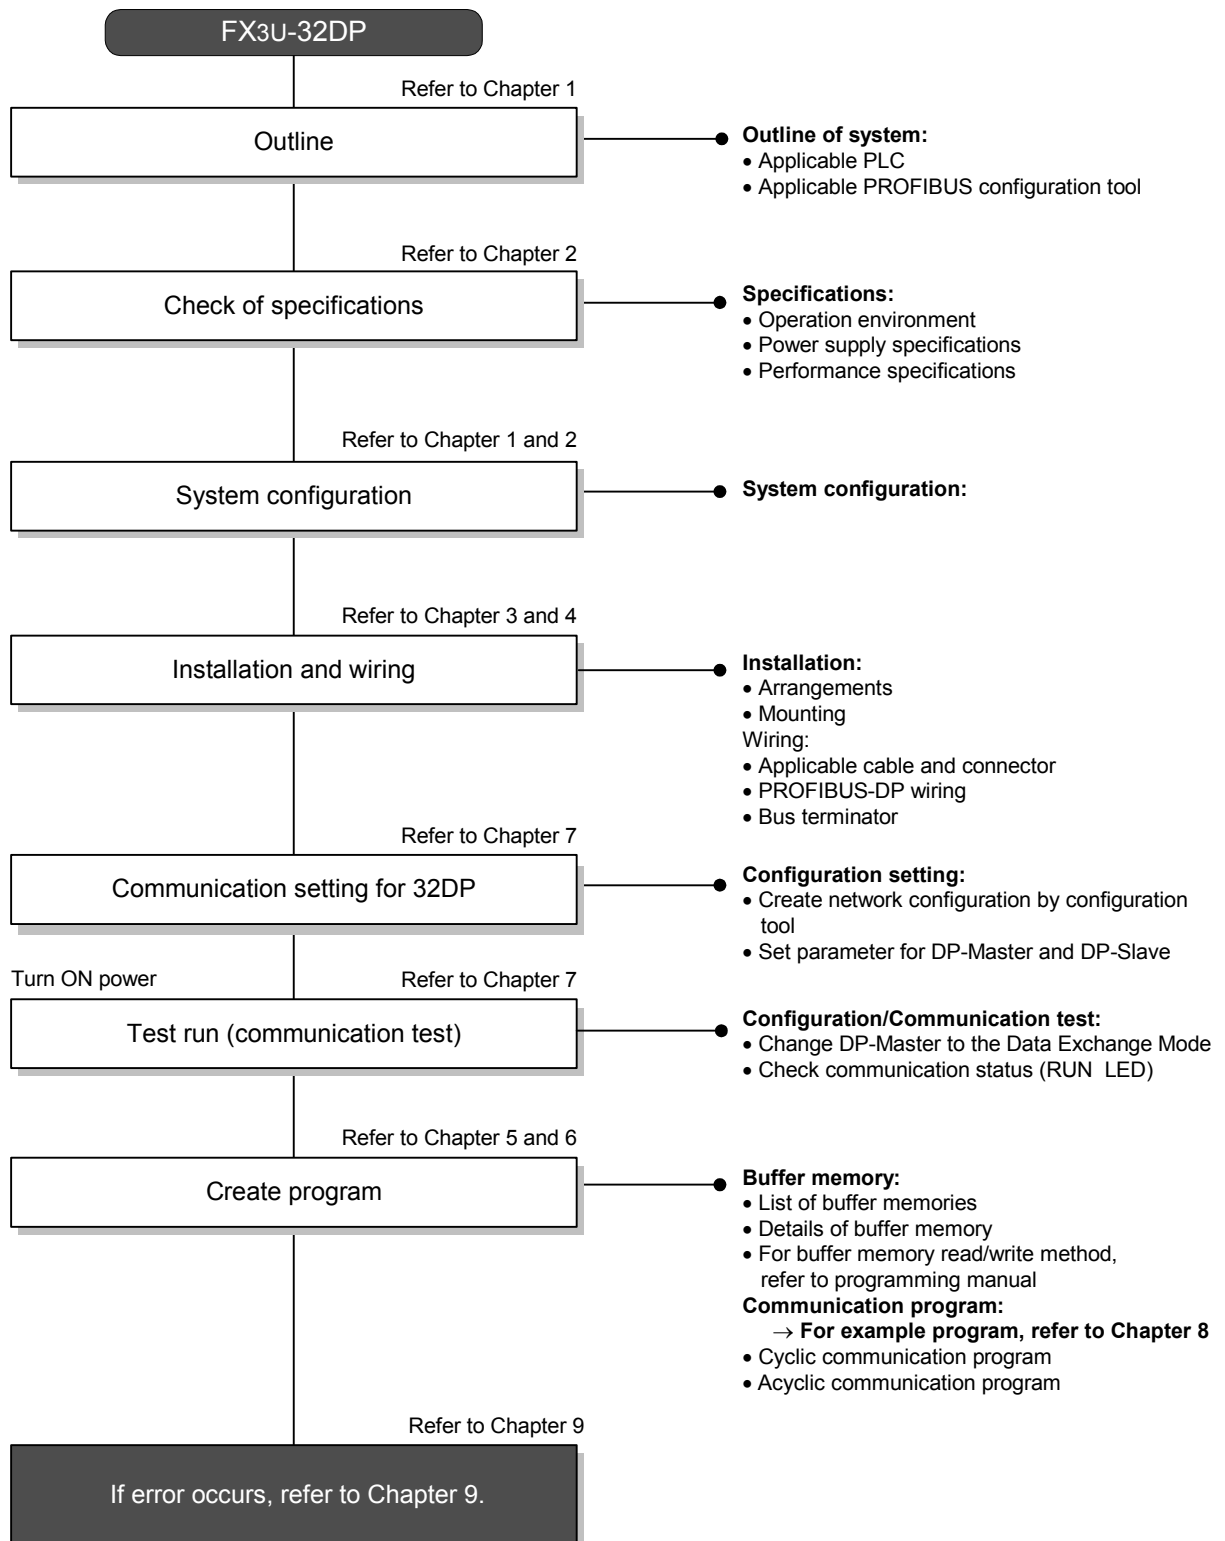 FX3U-32DP
Refer to Chapter 1
Outline
Outline of system:
• Applicable PLC
• Applicable PROFIBUS configuration tool
Refer to Chapter 2
Check of specifications
Specifications:
• Operation environment
• Power supply specifications
• Performance specifications
Refer to Chapter 1 and 2
System configuration
System configuration:
Refer to Chapter 3 and 4
Installation and wiring
Installation:
• Arrangements
• Mounting
Wiring:
• Applicable cable and connector
• PROFIBUS-DP wiring
• Bus terminator
Refer to Chapter 7
Communication setting for 32DP
Configuration setting:
• Create network configuration by configuration
tool
• Set parameter for DP-Master and DP-Slave
Turn ON power
Refer to Chapter 7
Test run (communication test)
Configuration/Communication test:
• Change DP-Master to the Data Exchange Mode
• Check communication status (RUN LED)
Refer to Chapter 5 and 6
Create program
Buffer memory:
• List of buffer memories
• Details of buffer memory
• For buffer memory read/write method,
refer to programming manual
Communication program:
→ For example program, refer to Chapter 8
• Cyclic communication program
• Acyclic communication program
Refer to Chapter 9
If error occurs, refer to Chapter 9.